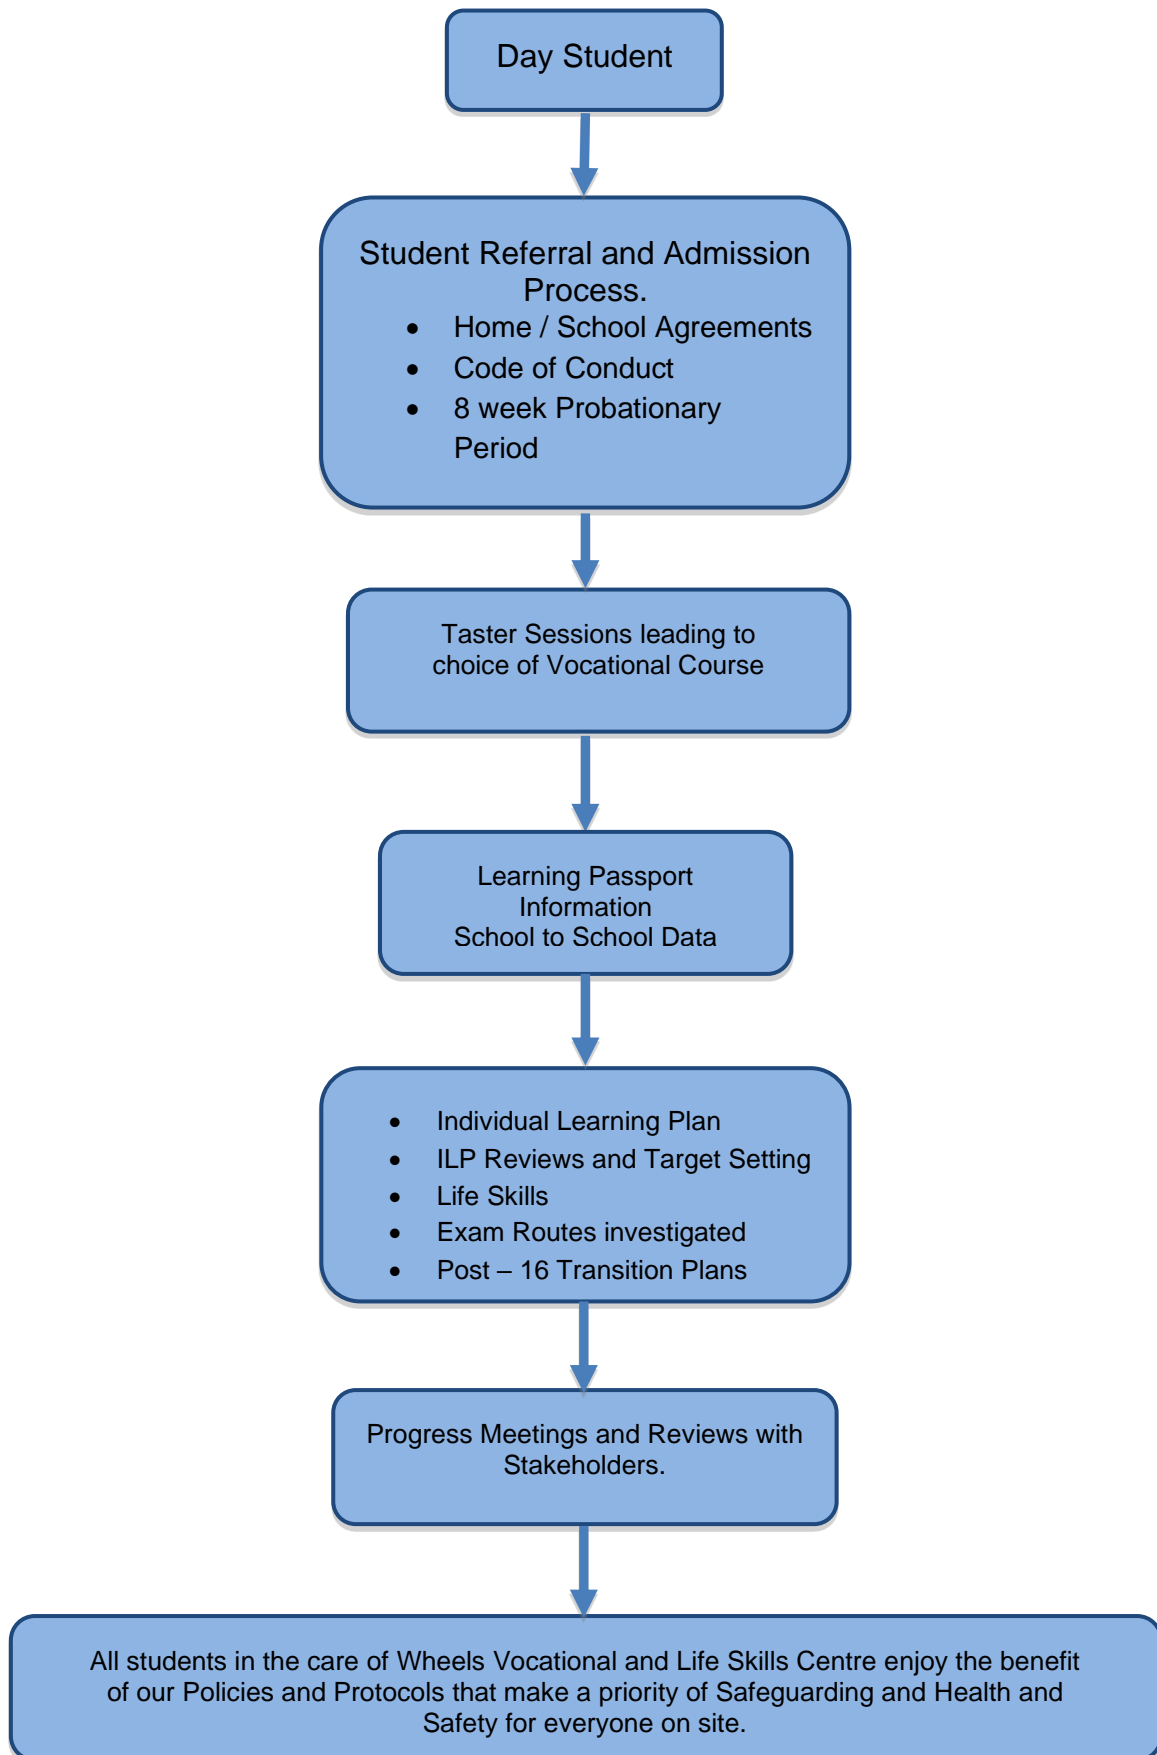 Day Student
Student Referral and Admission
Process.
• Home / School Agreements
• Code of Conduct
• 8 week Probationary
Period
Taster Sessions leading to
choice of Vocational Course
Learning Passport
Information
School to School Data
• Individual Learning Plan
• ILP Reviews and Target Setting
• Life Skills
• Exam Routes investigated
• Post – 16 Transition Plans
Progress Meetings and Reviews with
Stakeholders.
All students in the care of Wheels Vocational and Life Skills Centre enjoy the benefit
of our Policies and Protocols that make a priority of Safeguarding and Health and
Safety for everyone on site.